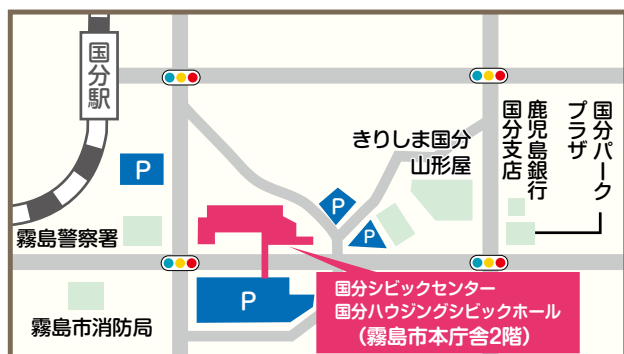 国分駅
P
霧島警察署
霧島市消防局
きりしま国分
山形屋
P
P
P
鹿児島銀行
国分支店
国分パーク
プラザ
国分シビックセンター
国分ハウジングシビックホール
(霧島市本庁舎2階)